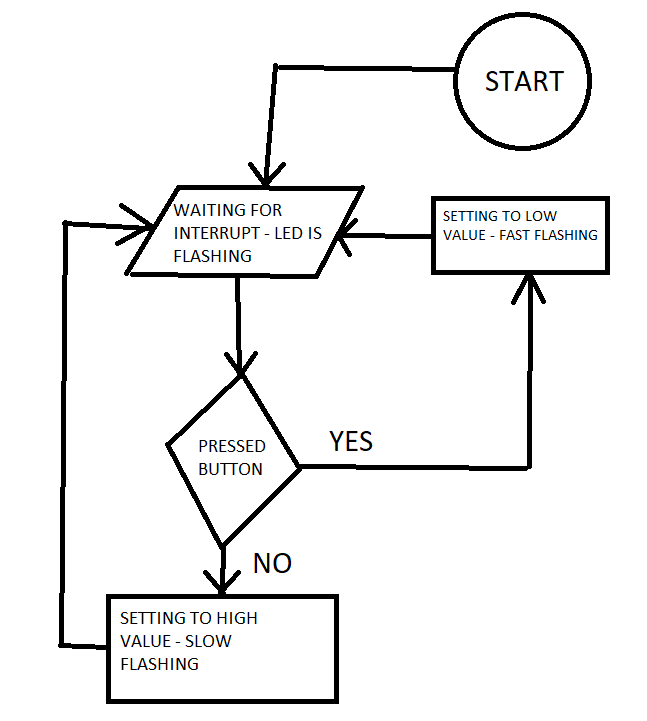 START
WAITING FOR
INTERRUPT - LED IS
FLASHING
SETTING TO LOW
VALUE - FAST FLASHING
PRESSED
BUTTON
YES
NO
SETTING TO HIGH
VALUE - SLOW
FLASHING